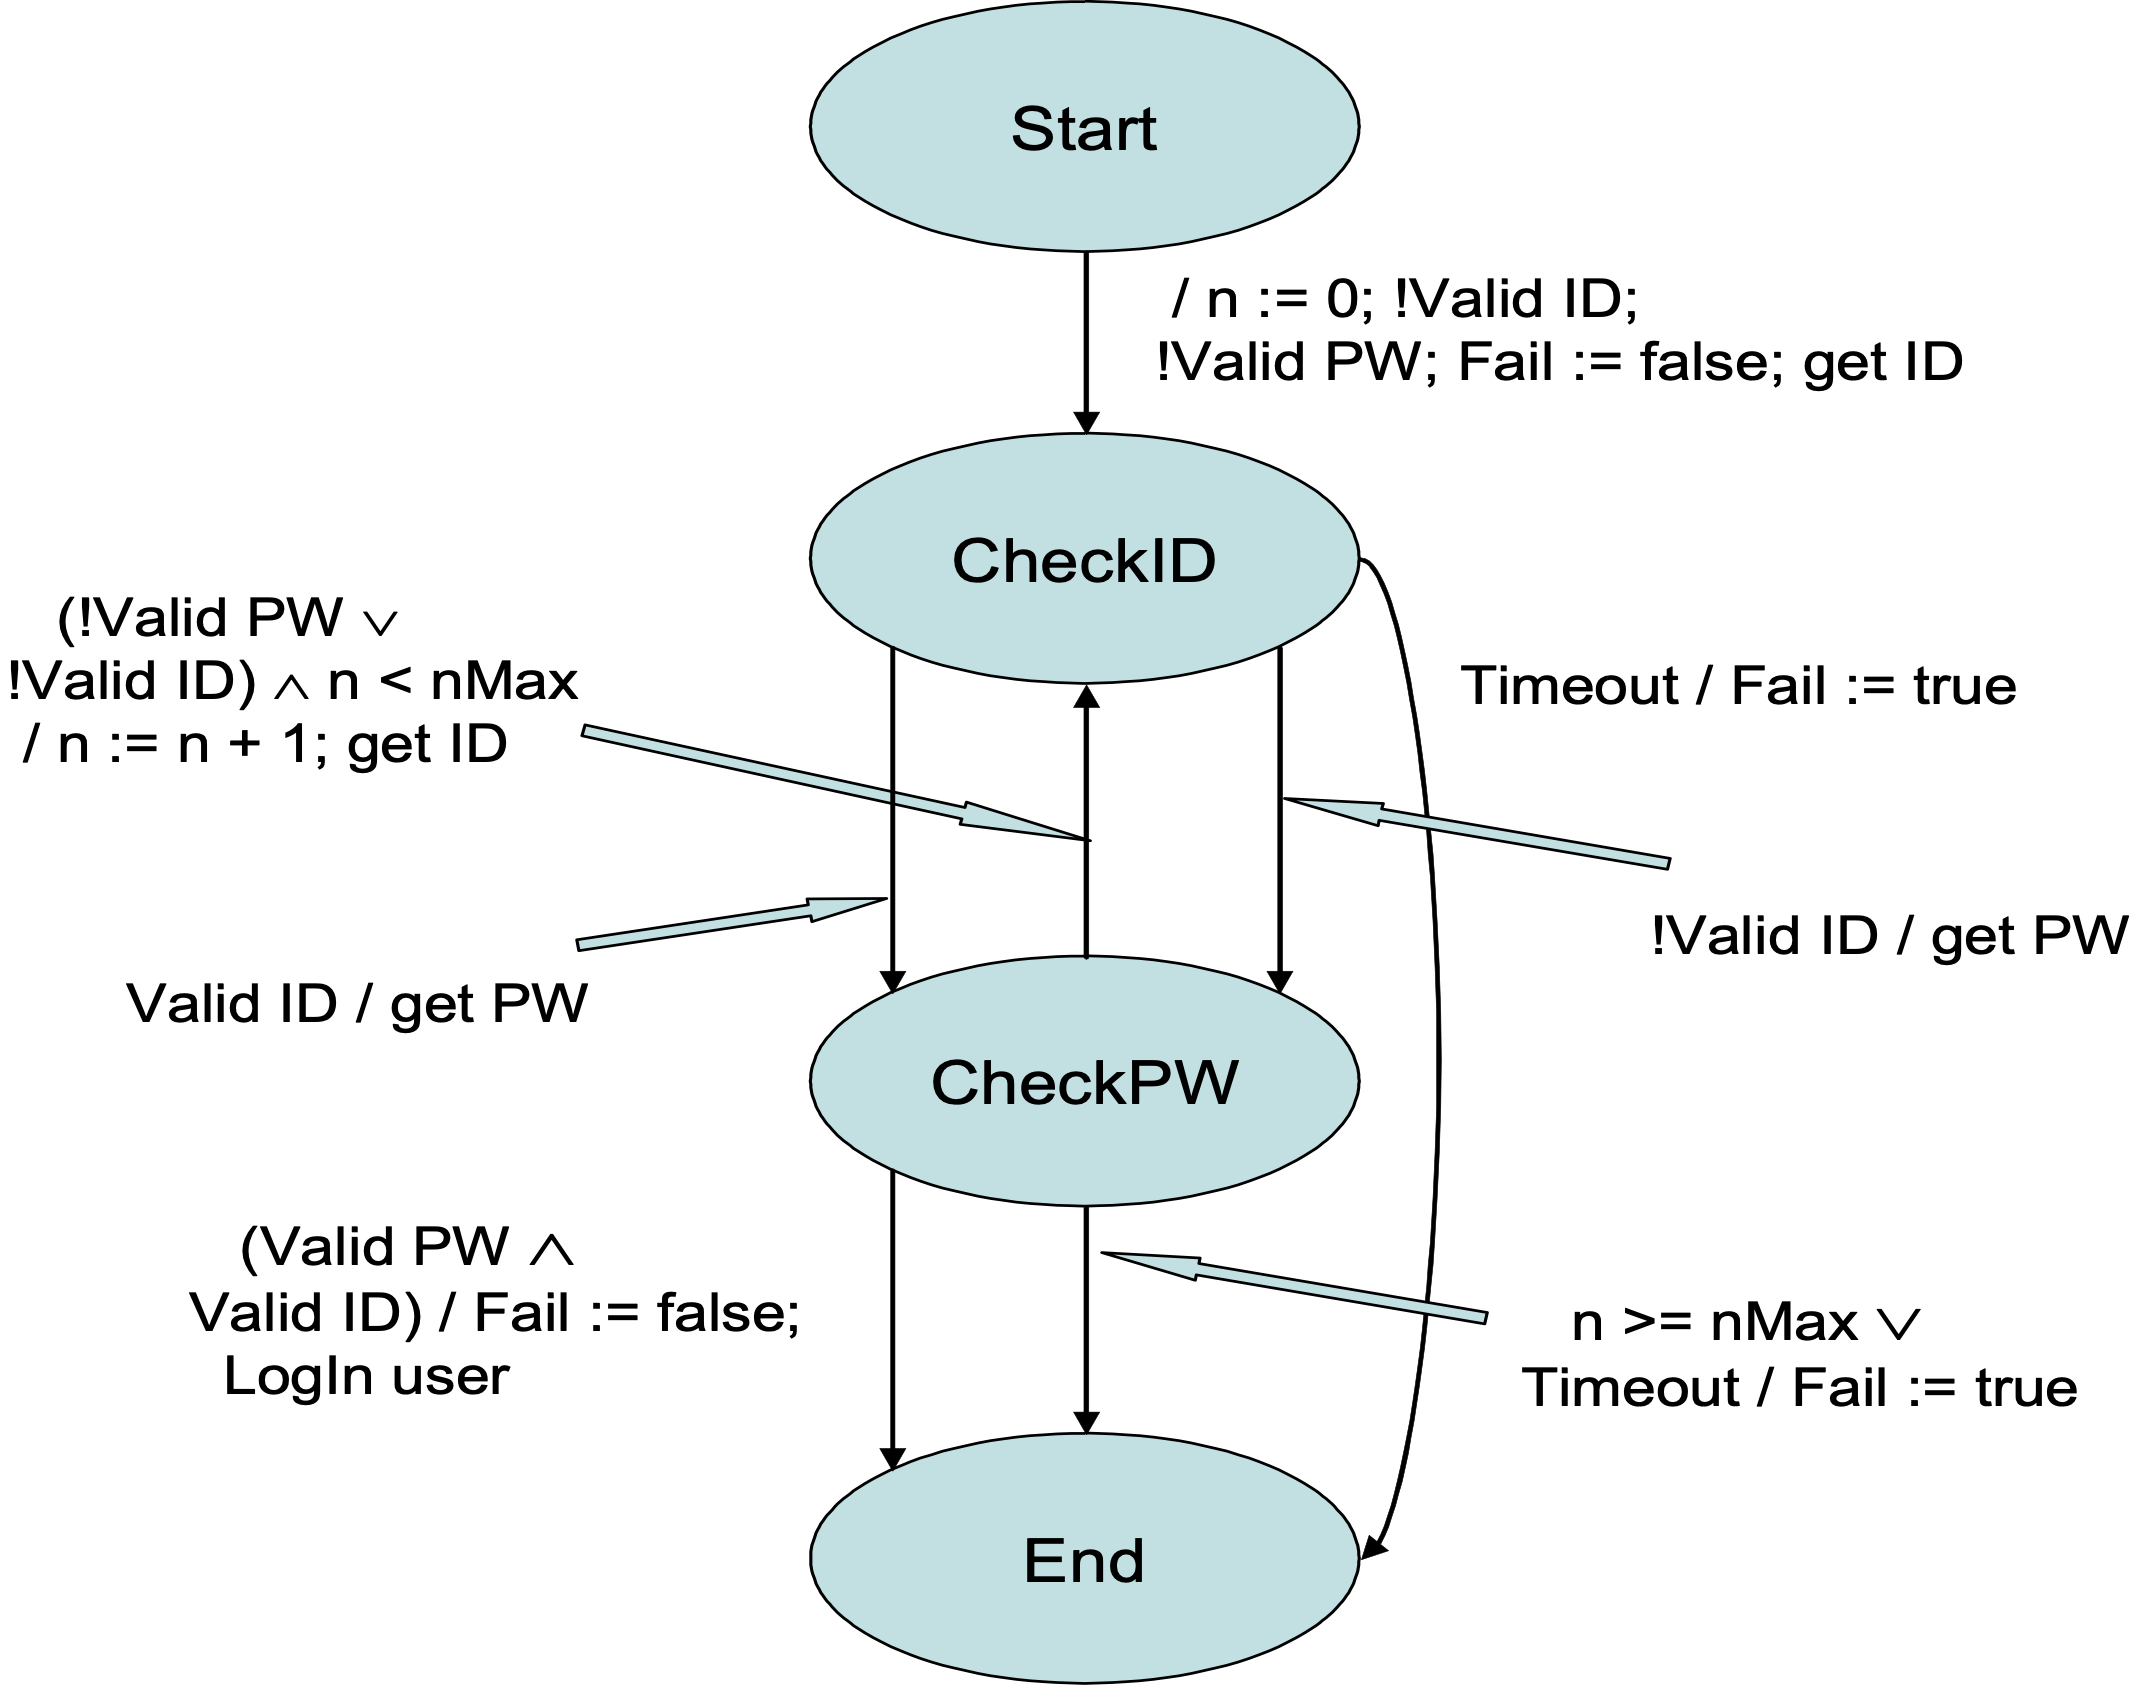 Start
/ n := 0; !Valid ID;
!Valid PW; Fail := false; get ID
CheckID
(!Valid PW ∨
!Valid ID) ∧ n < nMax
/ n := n + 1; get ID
Timeout / Fail := true
!Valid ID / get PW
Valid ID / get PW
CheckPW
(Valid PW ∧
Valid ID) / Fail := false;
LogIn user
n >= nMax ∨
Timeout / Fail := true
End